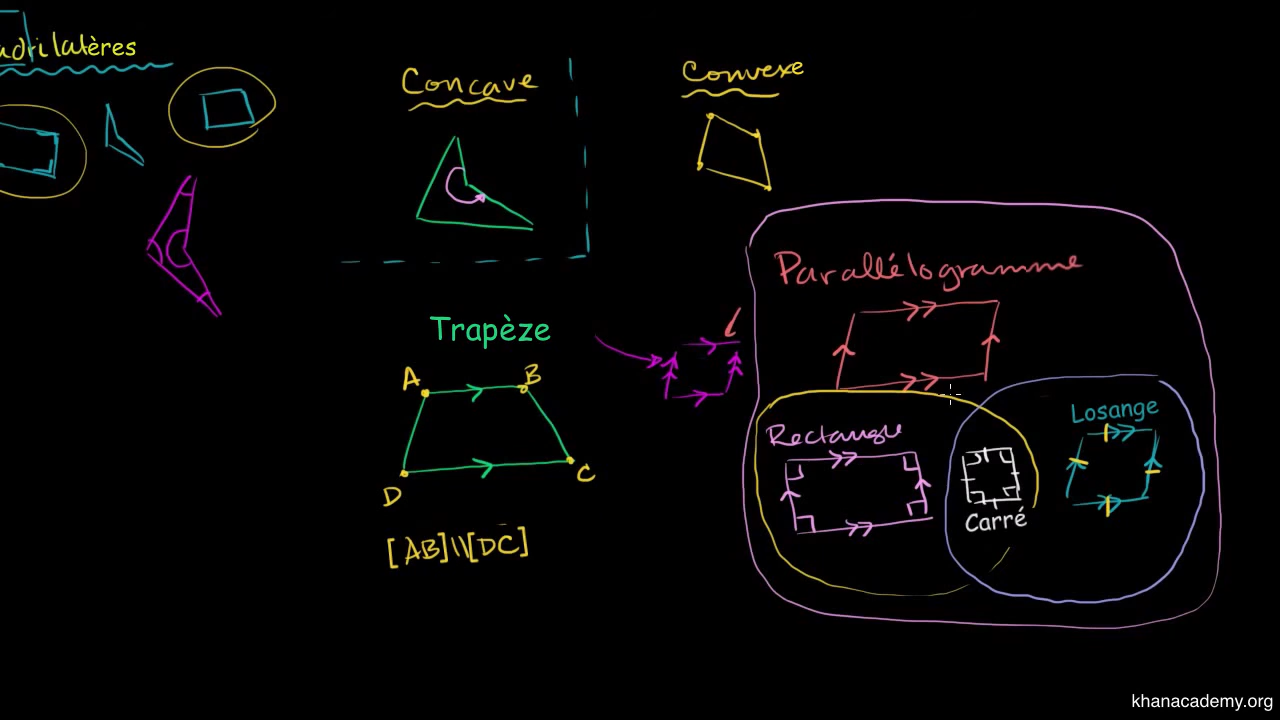 adrilatères
Concave
Convexe
Parallélogramme
Trapèze
A
B
D
C
[AB]\\[DC]
Rectangle
Carré
Losange
khanacademy.org